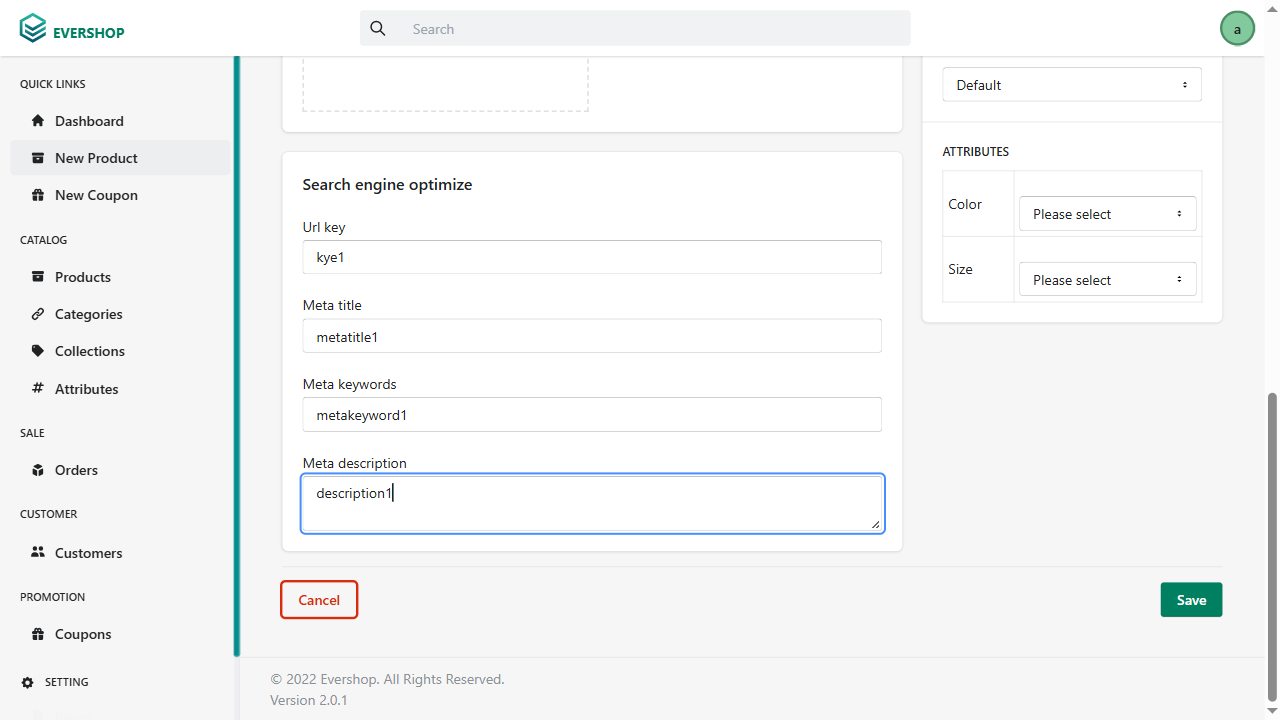 EVERSHOP
Search
a
QUICK LINKS
Dashboard
New Product
New Coupon
CATALOG
Products
Categories
Collections
Attributes
SALE
Orders
CUSTOMER
Customers
PROMOTION
Coupons
SETTING
Default
ATTRIBUTES
Color
Please select
Size
Please select
Search engine optimize
Url key
kye1
Meta title
metatitle1
Meta keywords
metakeyword1
Meta description
description1
Cancel
Save
© 2022 Evershop. All Rights Reserved.
Version 2.0.1